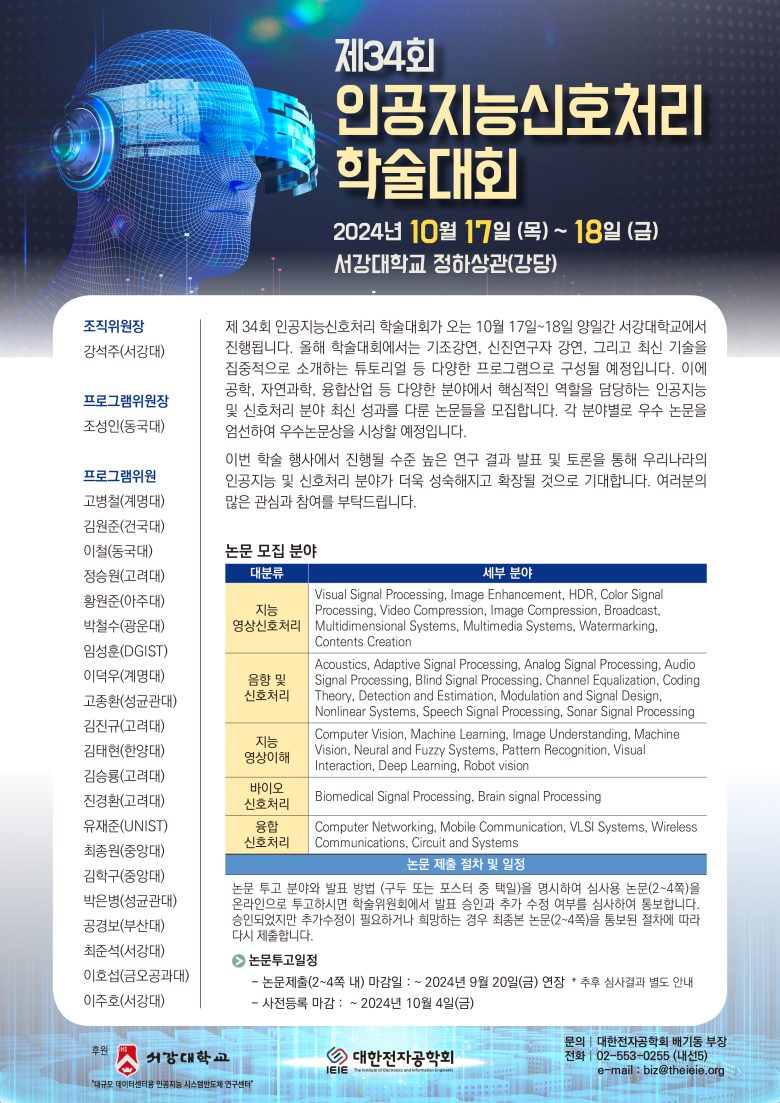 제34회
인공지능신호처리
학술대회
2024년 10월 17일 (목) ~ 18일 (금)
서강대학교 정하상관(강당)
조직위원장
강석주(서강대)
프로그램위원장
조성인(동국대)
프로그램위원
고병철(계명대)
김원준(건국대)
이철(동국대)
정승원(고려대)
황원준(아주대)
박철수(광운대)
임성훈(DGIST)
이덕우(계명대)
고종환(성균관대)
김진규(고려대)
김태현(한양대)
김승룡(고려대)
진경환(고려대)
유재준(UNIST)
최종원(중앙대)
김학구(중앙대)
박은병(성균관대)
공경보(부산대)
최준석(서강대)
이호섭(금오공과대)
이주호(서강대)
제 34회 인공지능신호처리 학술대회가 오는 10월 17일~18일 양일간 서강대학교에서
진행됩니다. 올해 학술대회에서는 기조강연, 신진연구자 강연, 그리고 최신 기술을
집중적으로 소개하는 튜토리얼 등 다양한 프로그램으로 구성될 예정입니다. 이에
공학, 자연과학, 융합산업 등 다양한 분야에서 핵심적인 역할을 담당하는 인공지능
및 신호처리 분야 최신 성과를 다룬 논문들을 모집합니다. 각 분야별로 우수 논문을
엄선하여 우수논문상을 시상할 예정입니다.
이번 학술 행사에서 진행될 수준 높은 연구 결과 발표 및 토론을 통해 우리나라의
인공지능 및 신호처리 분야가 더욱 성숙해지고 확장될 것으로 기대합니다. 여러분의
많은 관심과 참여를 부탁드립니다.
논문 모집 분야
대분류 세부 분야
지능
영상신호처리
Visual Signal Processing, Image Enhancement, HDR, Color Signal
Processing, Video Compression, Image Compression, Broadcast,
Multidimensional Systems, Multimedia Systems, Watermarking,
Contents Creation
음향 및
신호처리
Acoustics, Adaptive Signal Processing, Analog Signal Processing, Audio
Signal Processing, Blind Signal Processing, Channel Equalization, Coding
Theory, Detection and Estimation, Modulation and Signal Design,
Nonlinear Systems, Speech Signal Processing, Sonar Signal Processing
지능
영상이해
Computer Vision, Machine Learning, Image Understanding, Machine
Vision, Neural and Fuzzy Systems, Pattern Recognition, Visual
Interaction, Deep Learning, Robot vision
바이오
신호처리
Biomedical Signal Processing, Brain signal Processing
융합
신호처리
Computer Networking, Mobile Communication, VLSI Systems, Wireless
Communications, Circuit and Systems
논문 제출 절차 및 일정
논문 투고 분야와 발표 방법 (구두 또는 포스터 중 택일)을 명시하여 심사용 논문(2~4쪽)을
온라인으로 투고하시면 학술위원회에서 발표 승인과 추가 수정 여부를 심사하여 통보합니다.
승인되었지만 추가수정이 필요하거나 희망하는 경우 최종본 논문(2~4쪽)을 통보된 절차에 따라
다시 제출합니다.
논문투고일정
– 논문제출(2~4쪽 내) 마감일 : ~ 2024년 9월 20일(금) 연장 * 추후 심사결과 별도 안내
– 사전등록 마감 : ~ 2024년 10월 4일(금)
후원
서강대학교
"대규모 데이터센터용 인공지능 시스템반도체 연구센터"
IEIE 대한전자공학회
The Institute of Electronics and Information Engineers
문의 | 대한전자공학회 배기동 부장
전화 | 02-553-0255 (내선5)
e-mail : biz@theieie.org